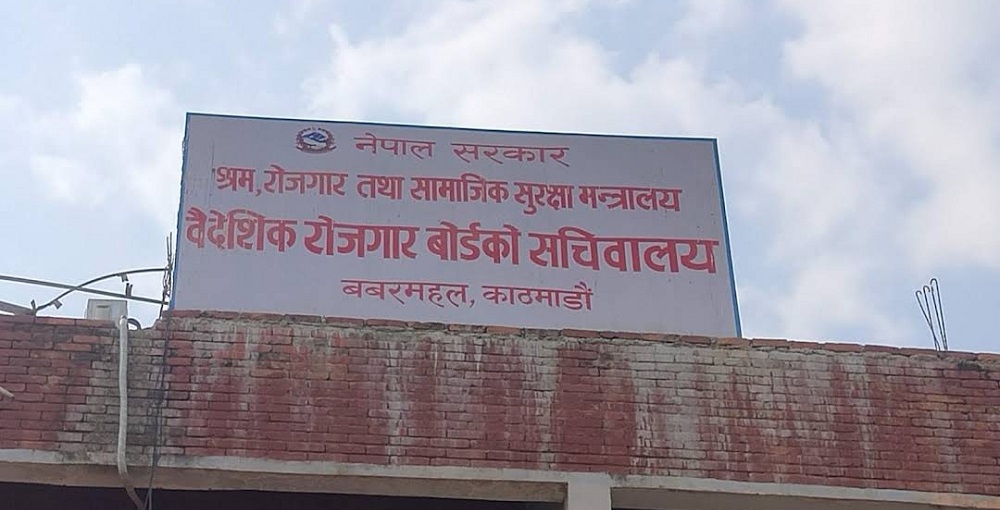 नेपाल सरकार
श्रम, रोजगार तथा सामाजिक सुरक्षा मन्त्रालय
वैदेशिक रोजगार बोर्डको सचिवालय
बबरमहल, काठमाडौं